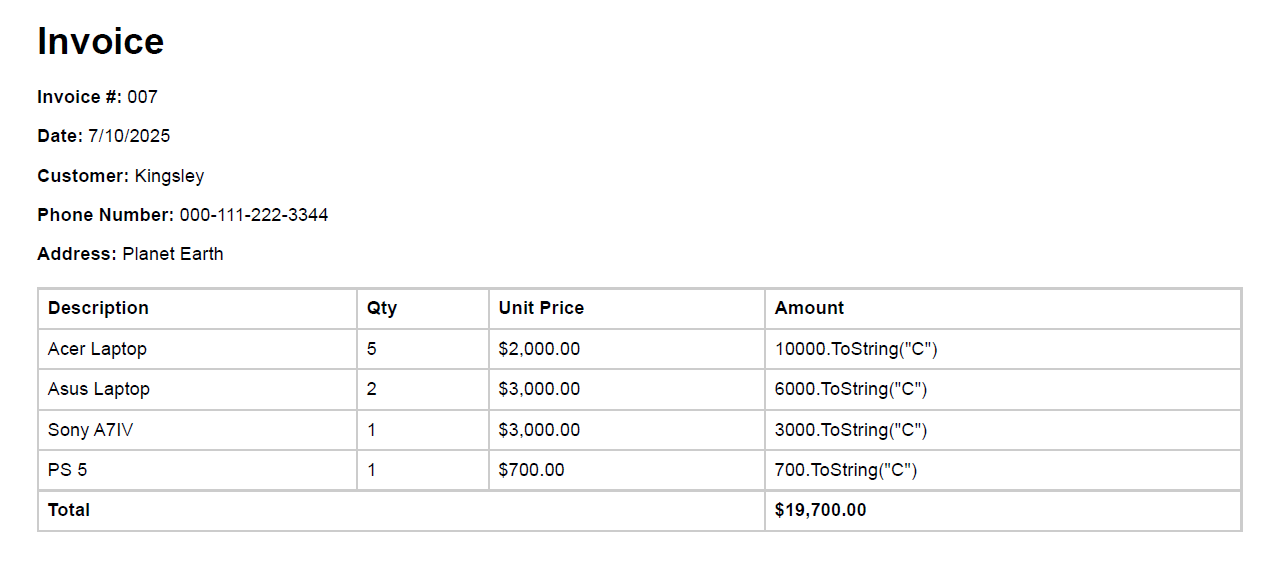 Invoice
Invoice #: 007
Date: 7/10/2025
Customer: Kingsley
Phone Number: 000-111-222-3344
Address: Planet Earth
Description Qty Unit Price Amount
Acer Laptop 5 $2,000.00 10000.ToString("C")
Asus Laptop 2 $3,000.00 6000.ToString("C")
Sony A7IV 1 $3,000.00 3000.ToString("C")
PS 5 1 $700.00 700.ToString("C")
Total $19,700.00